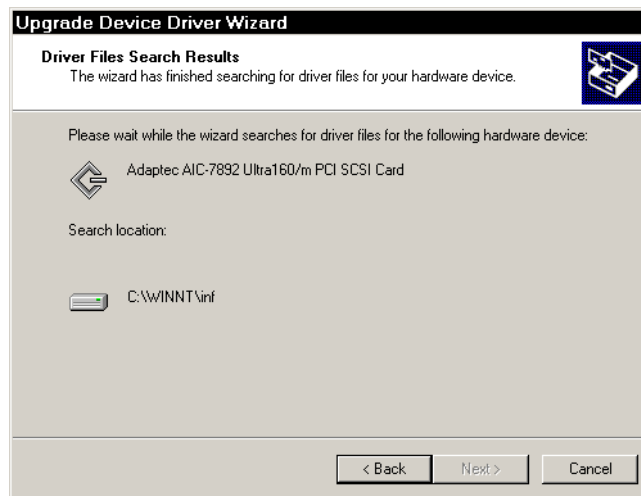 Upgrade Device Driver Wizard
Driver Files Search Results
The wizard has finished searching for driver files for your hardware device.
Please wait while the wizard searches for driver files for the following hardware device:
Adaptec AIC-7892 Ultra160/m PCI SCSI Card
Search location:
C:\WINNT\inf
< Back Next > Cancel